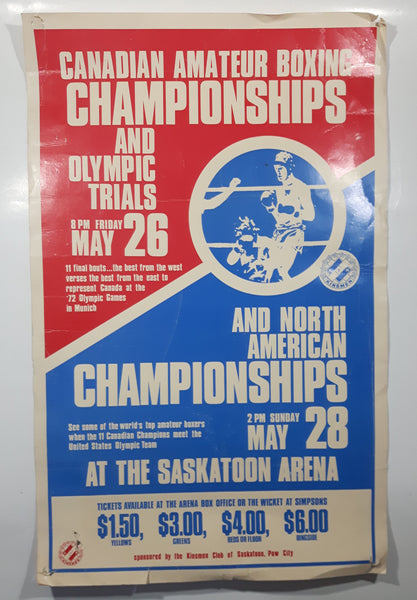 CANADIAN AMATEUR BOXING
CHAMPIONSHIPS
AND
OLYMPIC
TRIALS
8 PM FRIDAY
MAY 26
11 final bouts...the best from the west
verses the best from the east to
represent Canada at the
'72 Olympic Games
in Munich
KINSMEN
AND NORTH
AMERICAN
CHAMPIONSHIPS
See some of the world's top amateur boxers
when the 11 Canadian Champions meet the
United States Olympic Team
2 PM SUNDAY
MAY 28
AT THE SASKATOON ARENA
TICKETS AVAILABLE AT THE ARENA BOX OFFICE OR THE WICKET AT SIMPSONS
$1.50, $3.00, $4.00, $6.00
YELLOWS GREENS REDS OR FLOOR RINGSIDE
sponsored by the Kinsmen Club of Saskatoon, Pow City